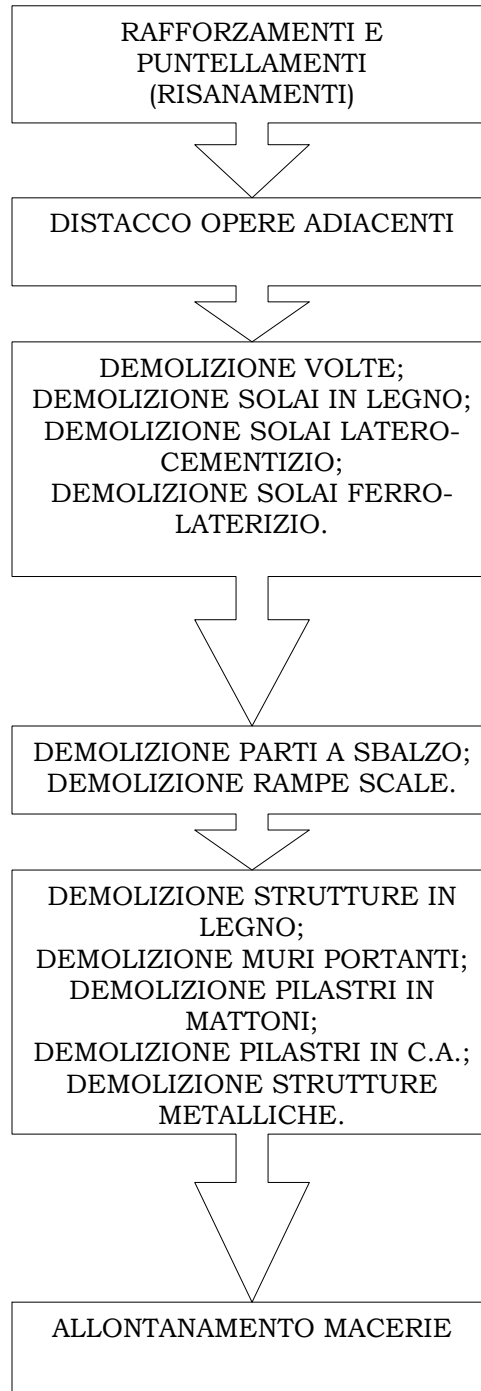 RAFFORZAMENTI E
PUNTELLAMENTI
(RISANAMENTI)
DISTACCO OPERE ADIACENTI
DEMOLIZIONE VOLTE;
DEMOLIZIONE SOLAI IN LEGNO;
DEMOLIZIONE SOLAI LATERO-
CEMENTIZIO;
DEMOLIZIONE SOLAI FERRO-
LATERIZIO.
DEMOLIZIONE PARTI A SBALZO;
DEMOLIZIONE RAMPE SCALE.
DEMOLIZIONE STRUTTURE IN
LEGNO;
DEMOLIZIONE MURI PORTANTI;
DEMOLIZIONE PILASTRI IN
MATTONI;
DEMOLIZIONE PILASTRI IN C.A.;
DEMOLIZIONE STRUTTURE
METALLICHE.
ALLONTANAMENTO MACERIE